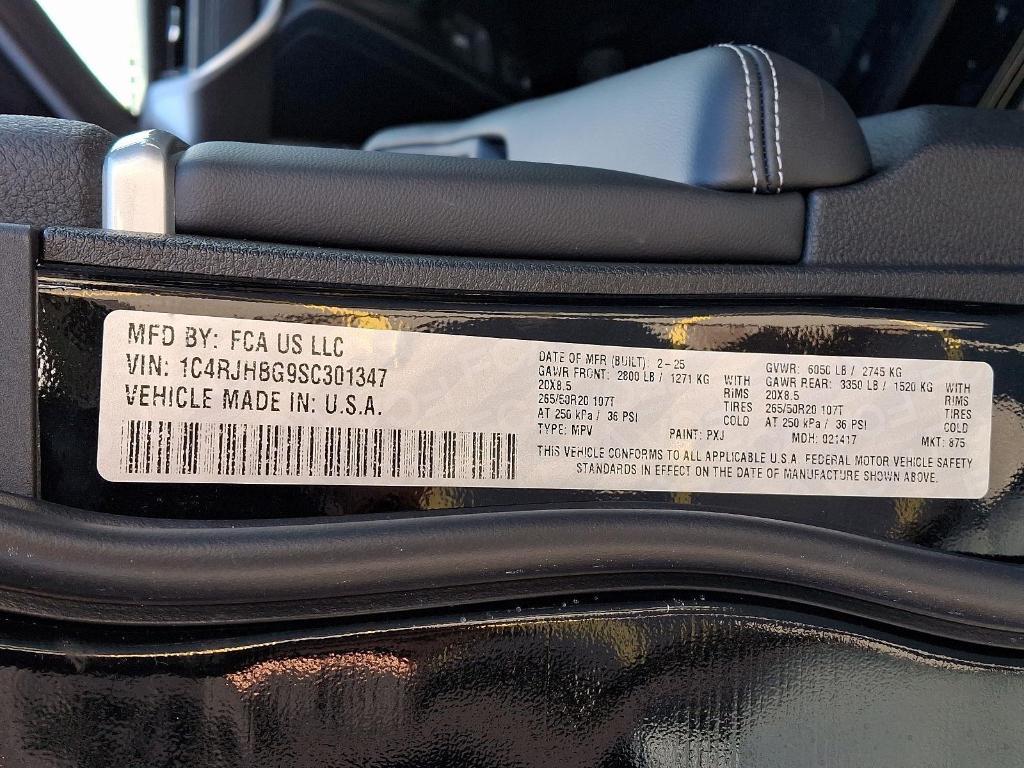 MFD BY: FCA US LLC
VIN: 1C4RJHBG9SC301347
VEHICLE MADE IN: U.S.A.
DATE OF MFR (BUILT): 2-25
GAWR FRONT: 2800 LB / 1271 KG WITH
20X8.5 RIMS
265/50R20 107T TIRES
AT 250 kPa / 36 PSI COLD
TYPE: MPV PAINT: PXJ
GVWR: 6050 LB / 2745 KG
GAWR REAR: 3350 LB / 1520 KG WITH
20X8.5 RIMS
265/50R20 107T TIRES
AT 250 kPa / 36 PSI COLD
MDH: 021417 MKT: 875
THIS VEHICLE CONFORMS TO ALL APPLICABLE U.S.A. FEDERAL MOTOR VEHICLE SAFETY
STANDARDS IN EFFECT ON THE DATE OF MANUFACTURE SHOWN ABOVE.